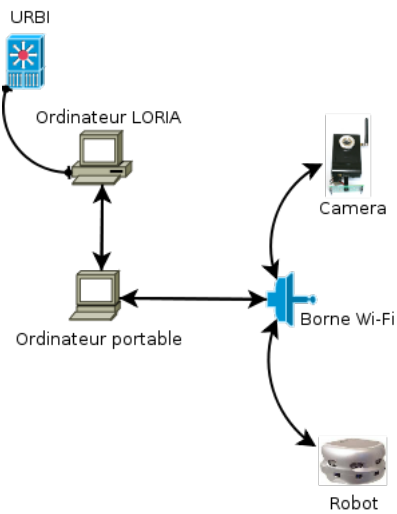 URBI
Ordinateur LORIA
Camera
Ordinateur portable
Borne Wi-Fi
Robot